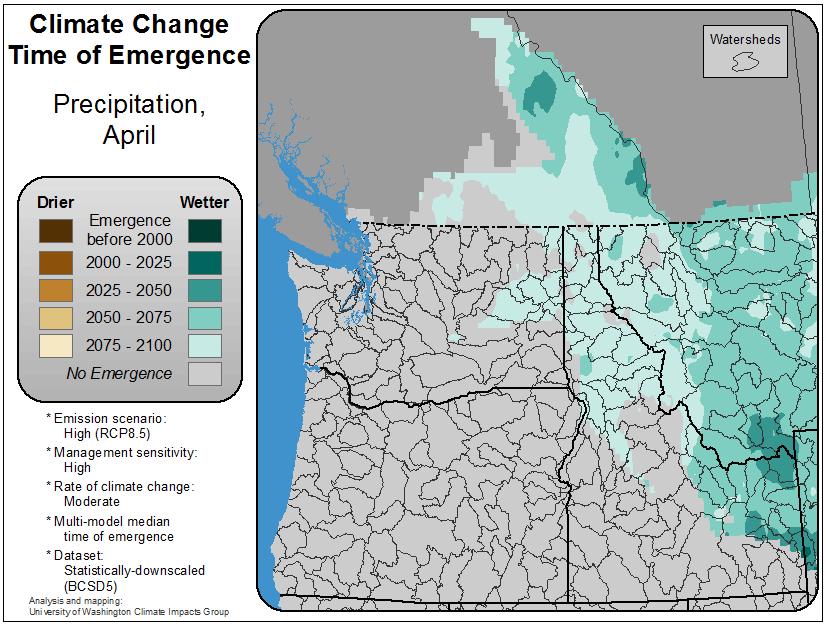 Climate Change
Time of Emergence
Precipitation,
April
Watersheds
Drier
Wetter
Emergence
before 2000
2000 - 2025
2025 - 2050
2050 - 2075
2075 - 2100
No Emergence
* Emission scenario:
High (RCP8.5)
* Management sensitivity:
High
* Rate of climate change:
Moderate
* Multi-model median
time of emergence
* Dataset:
Statistically-downscaled
(BCSD5)
Analysis and mapping:
University of Washington Climate Impacts Group